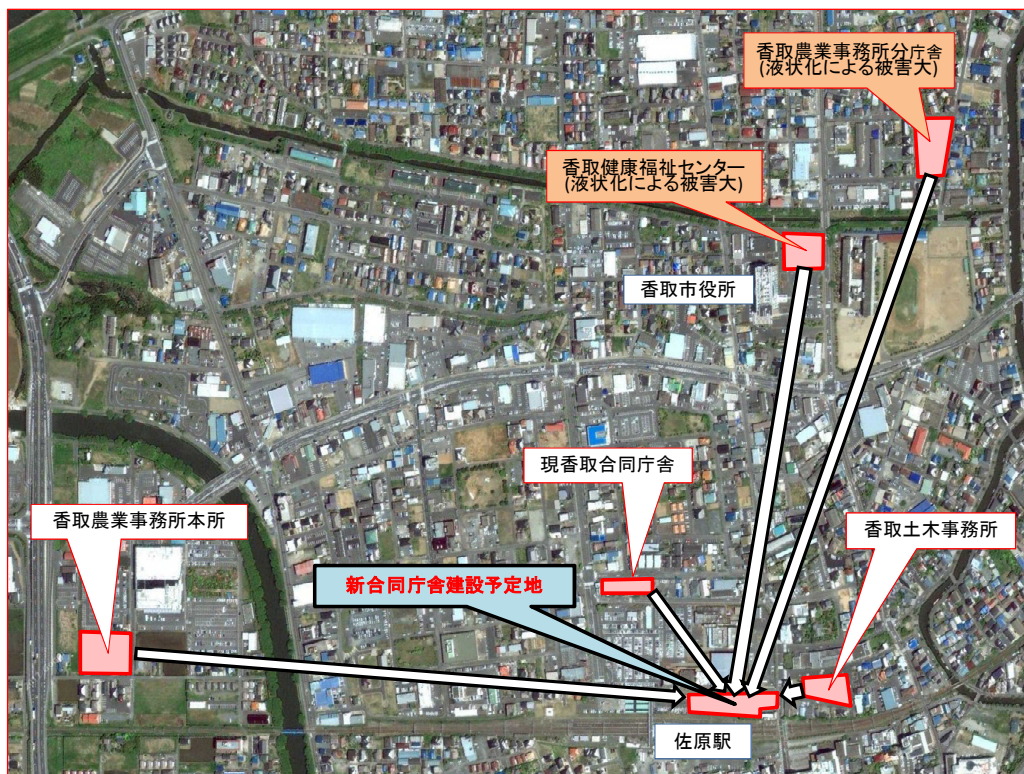 香取農業事務所分庁舎
(液状化による被害大)
香取健康福祉センター
(液状化による被害大)
香取市役所
現香取合同庁舎
香取農業事務所本所
香取土木事務所
新合同庁舎建設予定地
佐原駅